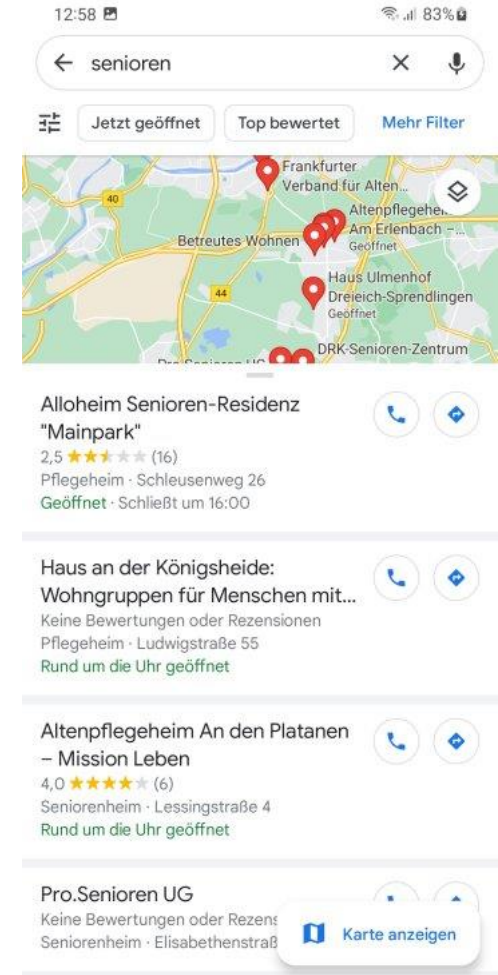 12:58 83%
senioren
Jetzt geöffnet Top bewertet Mehr Filter
Frankfurter
Verband für Alten...
40
Altenpflegehei...
Am Erlenbach –...
Geöffnet
Betreutes Wohnen
Haus Ulmenhof
Dreieich-Sprendlingen
Geöffnet
44
DRK-Senioren-Zentrum
Pro.Senioren UG
Alloheim Senioren-Residenz
"Mainpark"
2,5 (16)
Pflegeheim · Schleusenweg 26
Geöffnet · Schließt um 16:00
Haus an der Königsheide:
Wohngruppen für Menschen mit...
Keine Bewertungen oder Rezensionen
Pflegeheim · Ludwigstraße 55
Rund um die Uhr geöffnet
Altenpflegeheim An den Platanen
– Mission Leben
4,0 (6)
Seniorenheim · Lessingstraße 4
Rund um die Uhr geöffnet
Pro.Senioren UG
Keine Bewertungen oder Rezens
Seniorenheim · Elisabethenstraß
Karte anzeigen